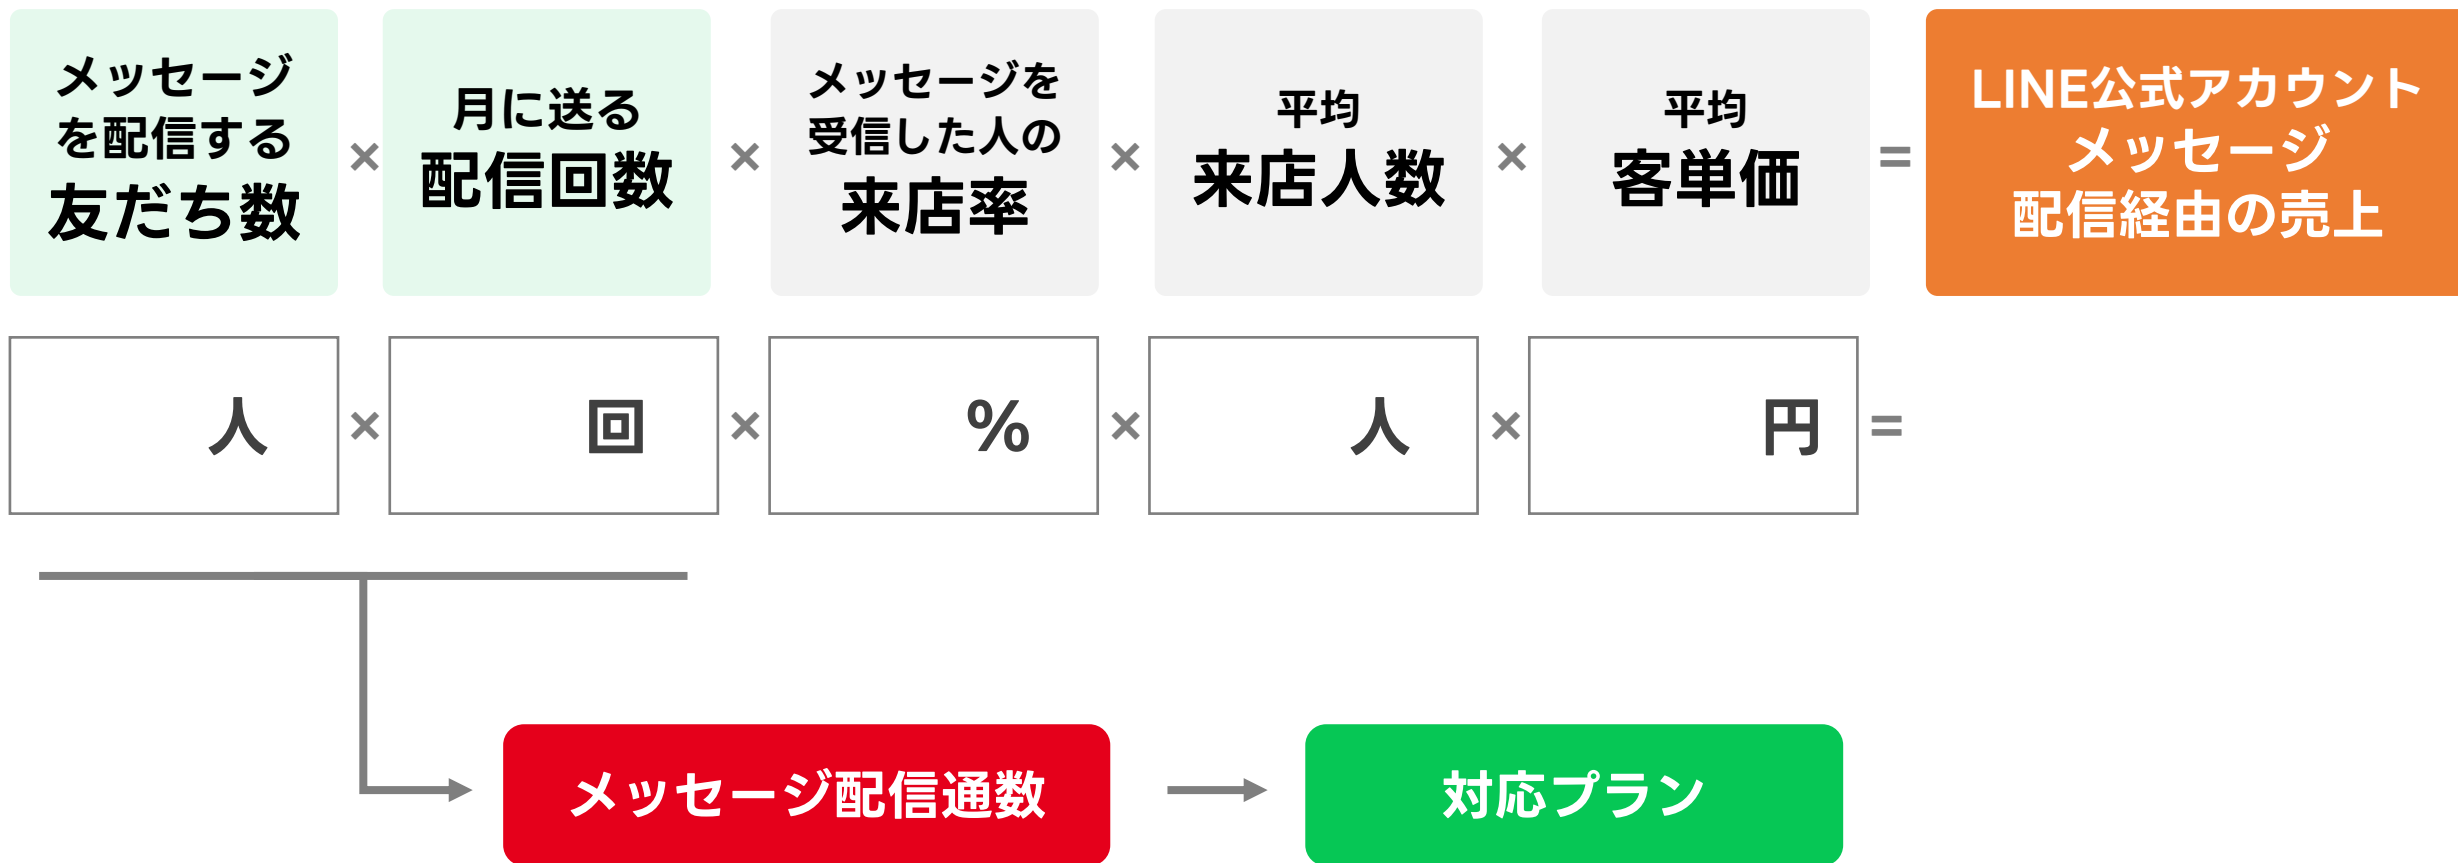 メッセージ
を配信する
友だち数
×
月に送る
配信回数
×
メッセージを
受信した人の
来店率
×
平均
来店人数
×
平均
客単価
=
LINE公式アカウント
メッセージ
配信経由の売上
人
×
回
×
%
×
人
×
円
=
メッセージ配信通数
対応プラン